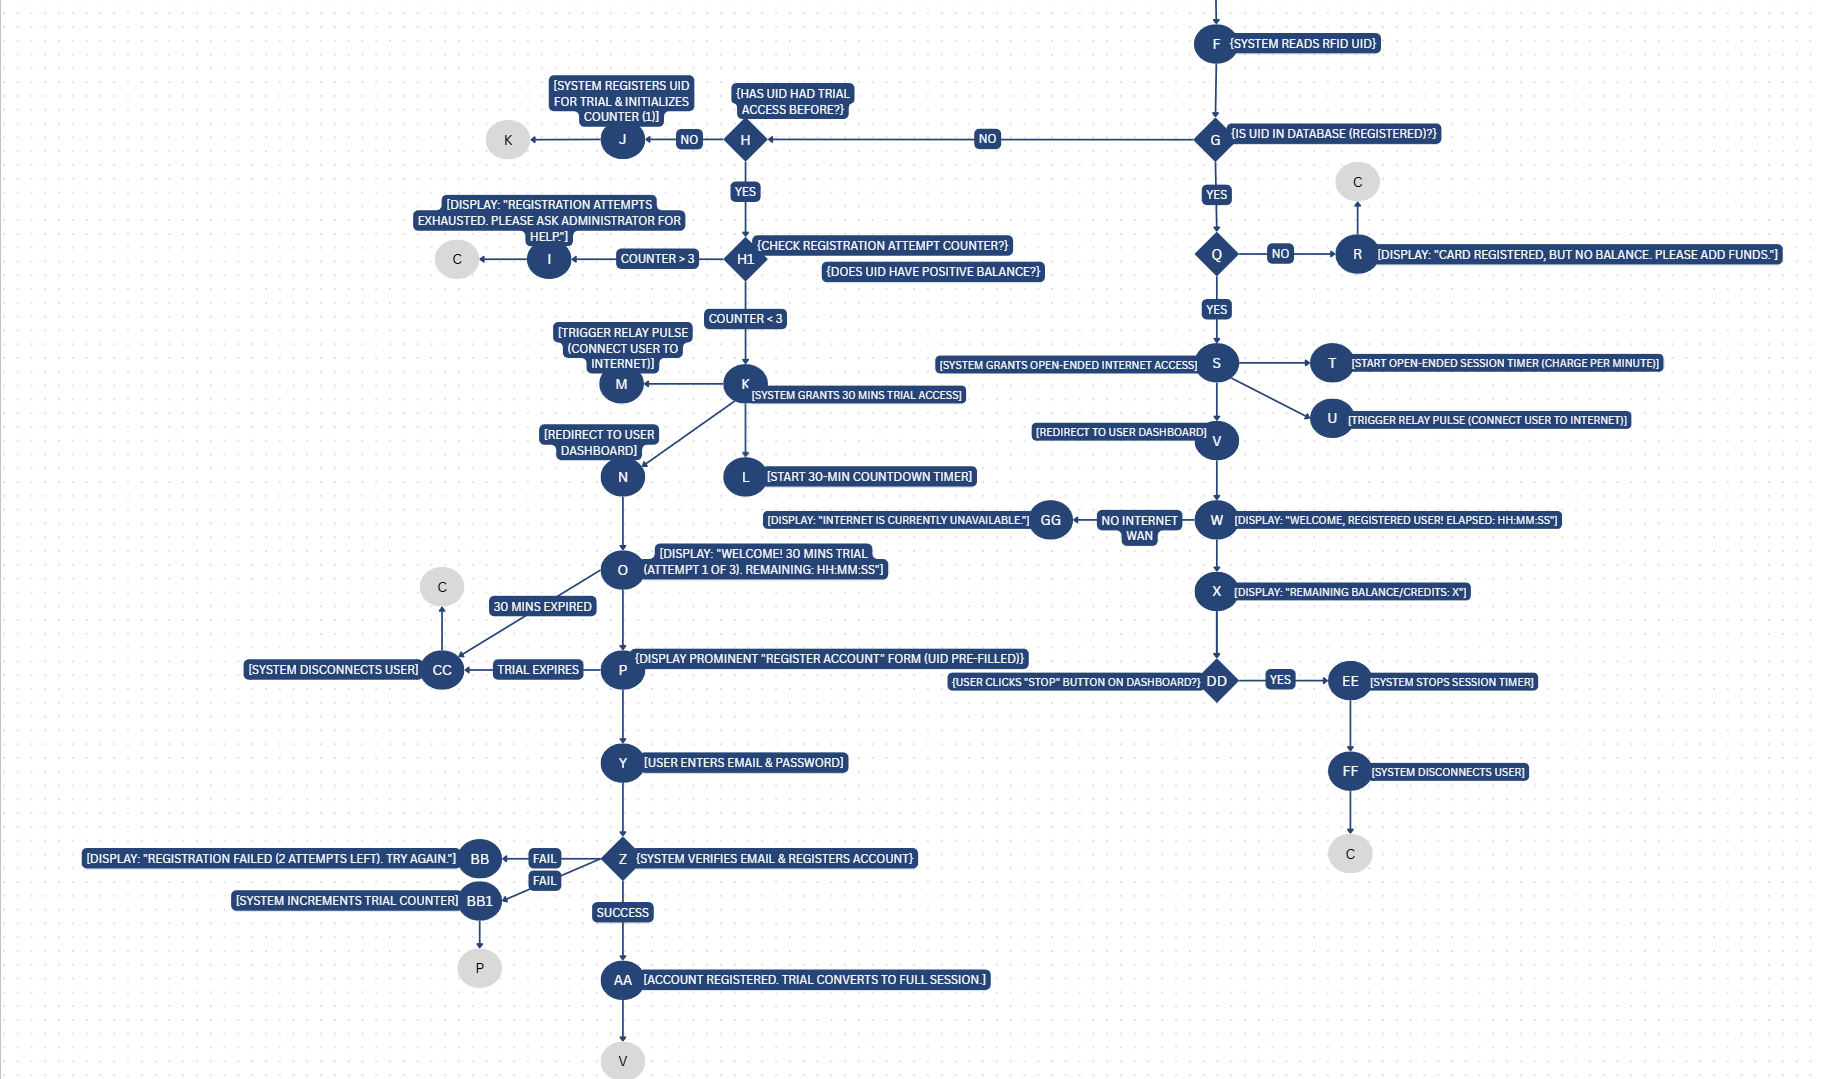 F
{SYSTEM READS RFID UID}
[SYSTEM REGISTERS UID
FOR TRIAL & INITIALIZES
COUNTER (1)]
{HAS UID HAD TRIAL
ACCESS BEFORE?}
K
J
NO
H
NO
G
{IS UID IN DATABASE (REGISTERED)?}
YES
YES
C
[DISPLAY: "REGISTRATION ATTEMPTS
EXHAUSTED. PLEASE ASK ADMINISTRATOR FOR
HELP."]
C
I
COUNTER > 3
H1
{CHECK REGISTRATION ATTEMPT COUNTER?}
{DOES UID HAVE POSITIVE BALANCE?}
Q
NO
R
[DISPLAY: "CARD REGISTERED, BUT NO BALANCE. PLEASE ADD FUNDS."]
COUNTER < 3
YES
[TRIGGER RELAY PULSE
(CONNECT USER TO
INTERNET)]
M
K
[SYSTEM GRANTS 30 MINS TRIAL ACCESS]
[SYSTEM GRANTS OPEN-ENDED INTERNET ACCESS]
S
T
[START OPEN-ENDED SESSION TIMER (CHARGE PER MINUTE)]
U
[TRIGGER RELAY PULSE (CONNECT USER TO INTERNET)]
[REDIRECT TO USER
DASHBOARD]
[REDIRECT TO USER DASHBOARD]
V
N
L
[START 30-MIN COUNTDOWN TIMER]
[DISPLAY: "INTERNET IS CURRENTLY UNAVAILABLE."]
GG
NO INTERNET
WAN
W
[DISPLAY: "WELCOME, REGISTERED USER! ELAPSED: HH:MM:SS"]
O
[DISPLAY: "WELCOME! 30 MINS TRIAL
(ATTEMPT 1 OF 3). REMAINING: HH:MM:SS"]
C
30 MINS EXPIRED
X
[DISPLAY: "REMAINING BALANCE/CREDITS: X"]
[SYSTEM DISCONNECTS USER]
CC
TRIAL EXPIRES
P
{DISPLAY PROMINENT "REGISTER ACCOUNT" FORM (UID PRE-FILLED)}
{USER CLICKS "STOP" BUTTON ON DASHBOARD?}
DD
YES
EE
[SYSTEM STOPS SESSION TIMER]
Y
[USER ENTERS EMAIL & PASSWORD]
FF
[SYSTEM DISCONNECTS USER]
[DISPLAY: "REGISTRATION FAILED (2 ATTEMPTS LEFT). TRY AGAIN."]
BB
FAIL
Z
{SYSTEM VERIFIES EMAIL & REGISTERS ACCOUNT}
C
FAIL
[SYSTEM INCREMENTS TRIAL COUNTER]
BB1
SUCCESS
P
AA
[ACCOUNT REGISTERED. TRIAL CONVERTS TO FULL SESSION.]
V